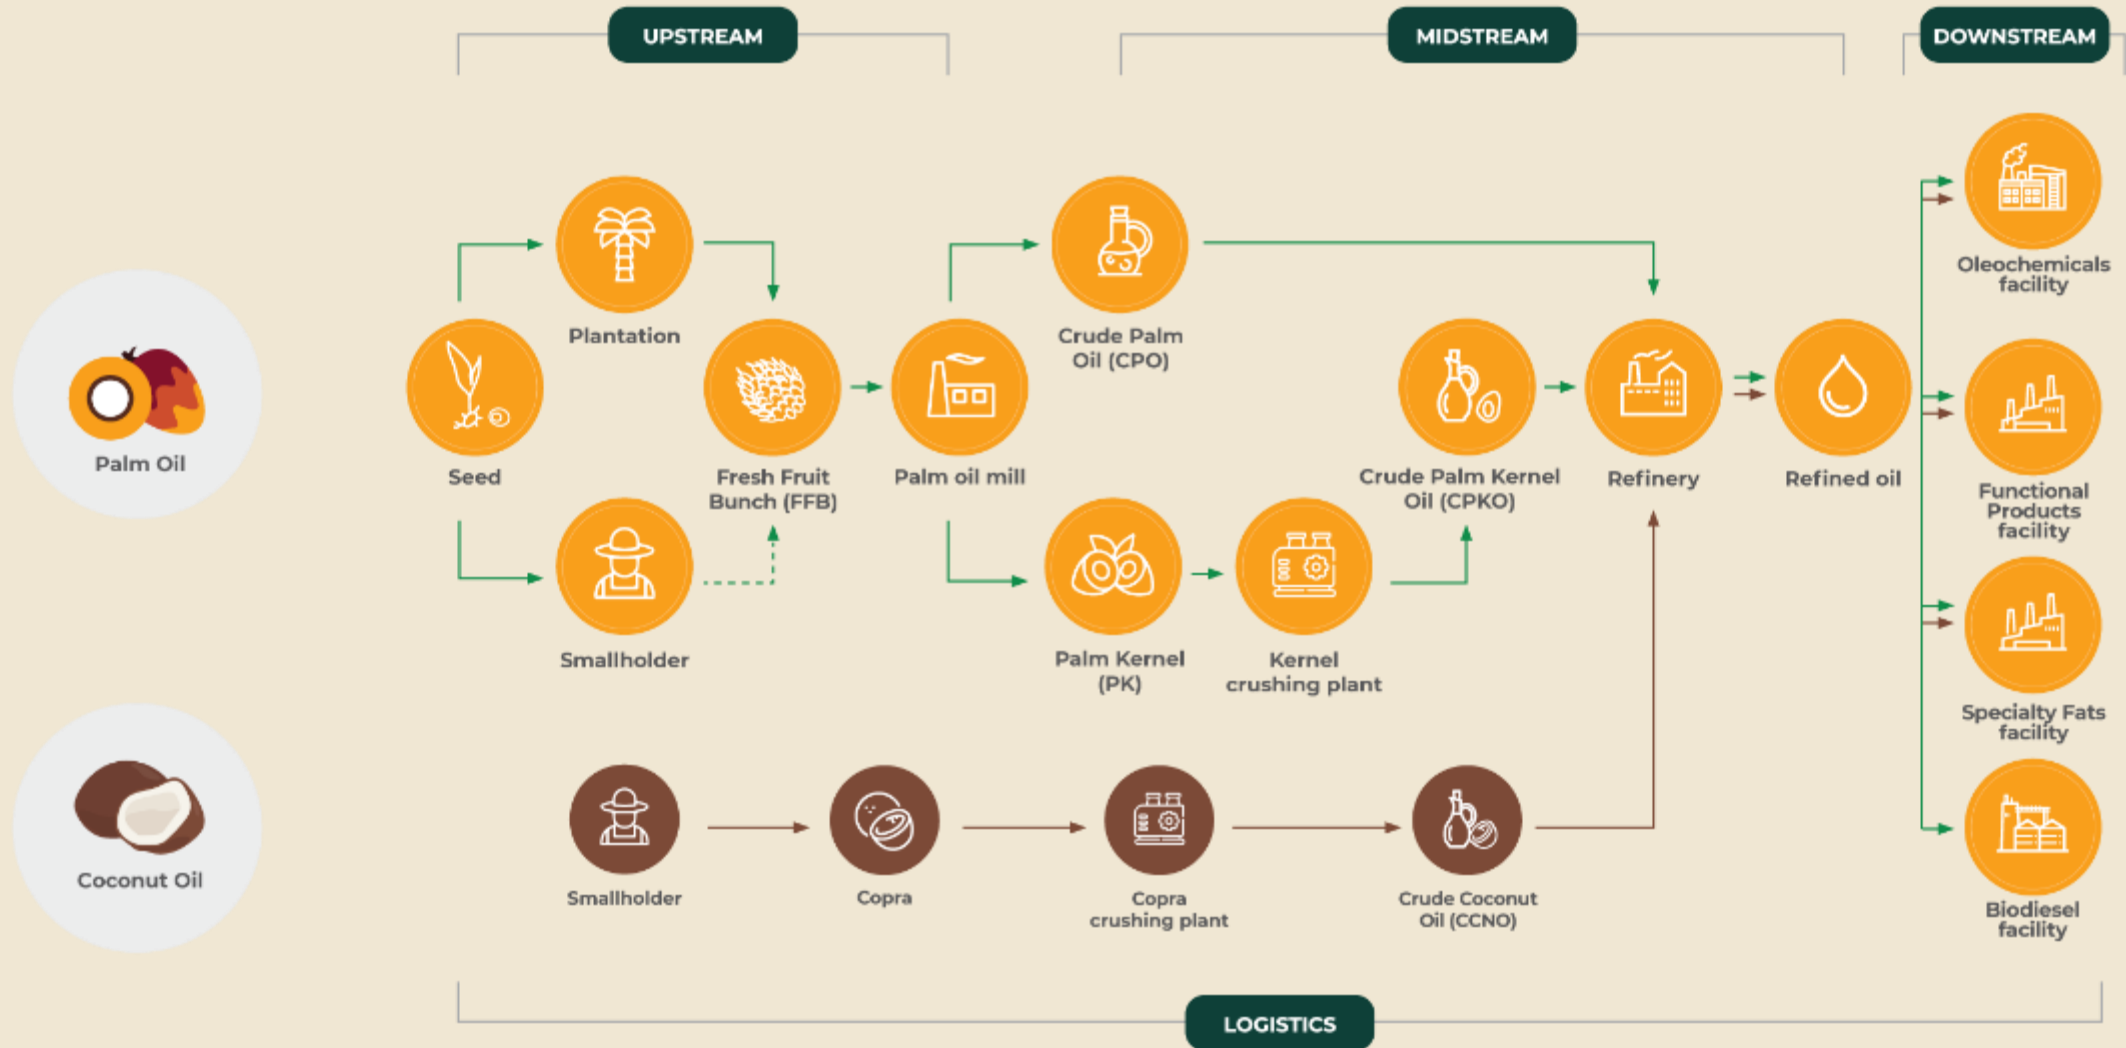 UPSTREAM
MIDSTREAM
DOWNSTREAM
Oleochemicals
facility
Plantation
Crude Palm
Oil (CPO)
Palm Oil
Seed
Fresh Fruit
Bunch (FFB)
Palm oil mill
Crude Palm Kernel
Oil (CPKO)
Refinery
Refined oil
Functional
Products
facility
Smallholder
Palm Kernel
(PK)
Kernel
crushing plant
Specialty Fats
facility
Coconut Oil
Smallholder
Copra
Copra
crushing plant
Crude Coconut
Oil (CCNO)
Biodiesel
facility
LOGISTICS